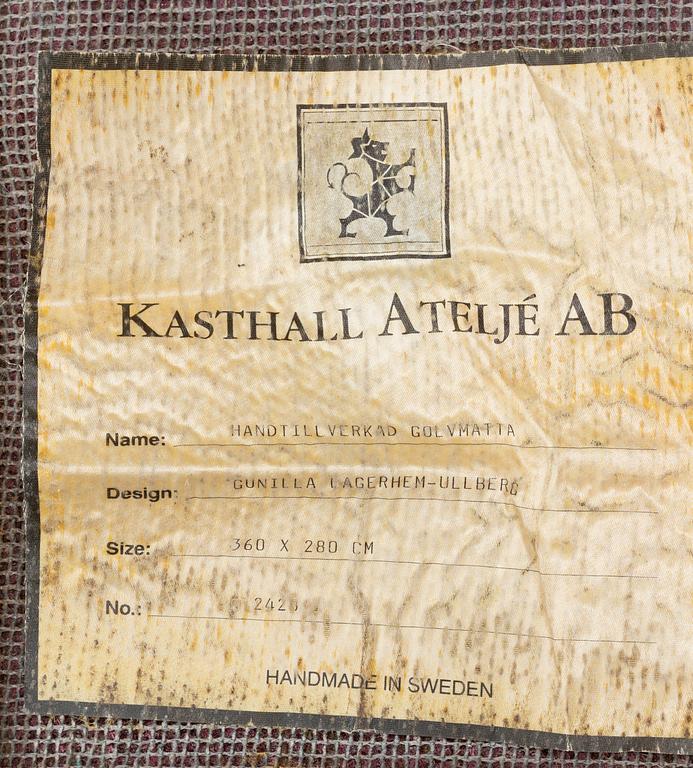 KASTHALL ATELJÉ AB
Name: HANDTILLVERKAD GOLVMATTA
Design: GUNILLA LAGERHEM-ULLBERG
Size: 360 X 280 CM
No.:
HANDMADE IN SWEDEN